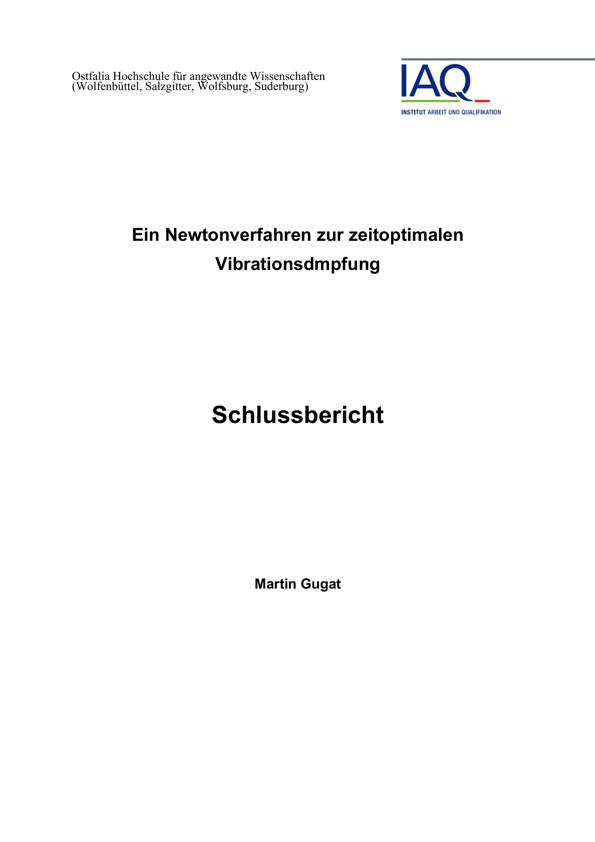 Ostfalia Hochschule für angewandte Wissenschaften
(Wolfenbüttel, Salzgitter, Wolfsburg, Suderburg)
IAQ
INSTITUT ARBEIT UND QUALIFIKATION
Ein Newtonverfahren zur zeitoptimalen
Vibrationsdmpfung
Schlussbericht
Martin Gugat